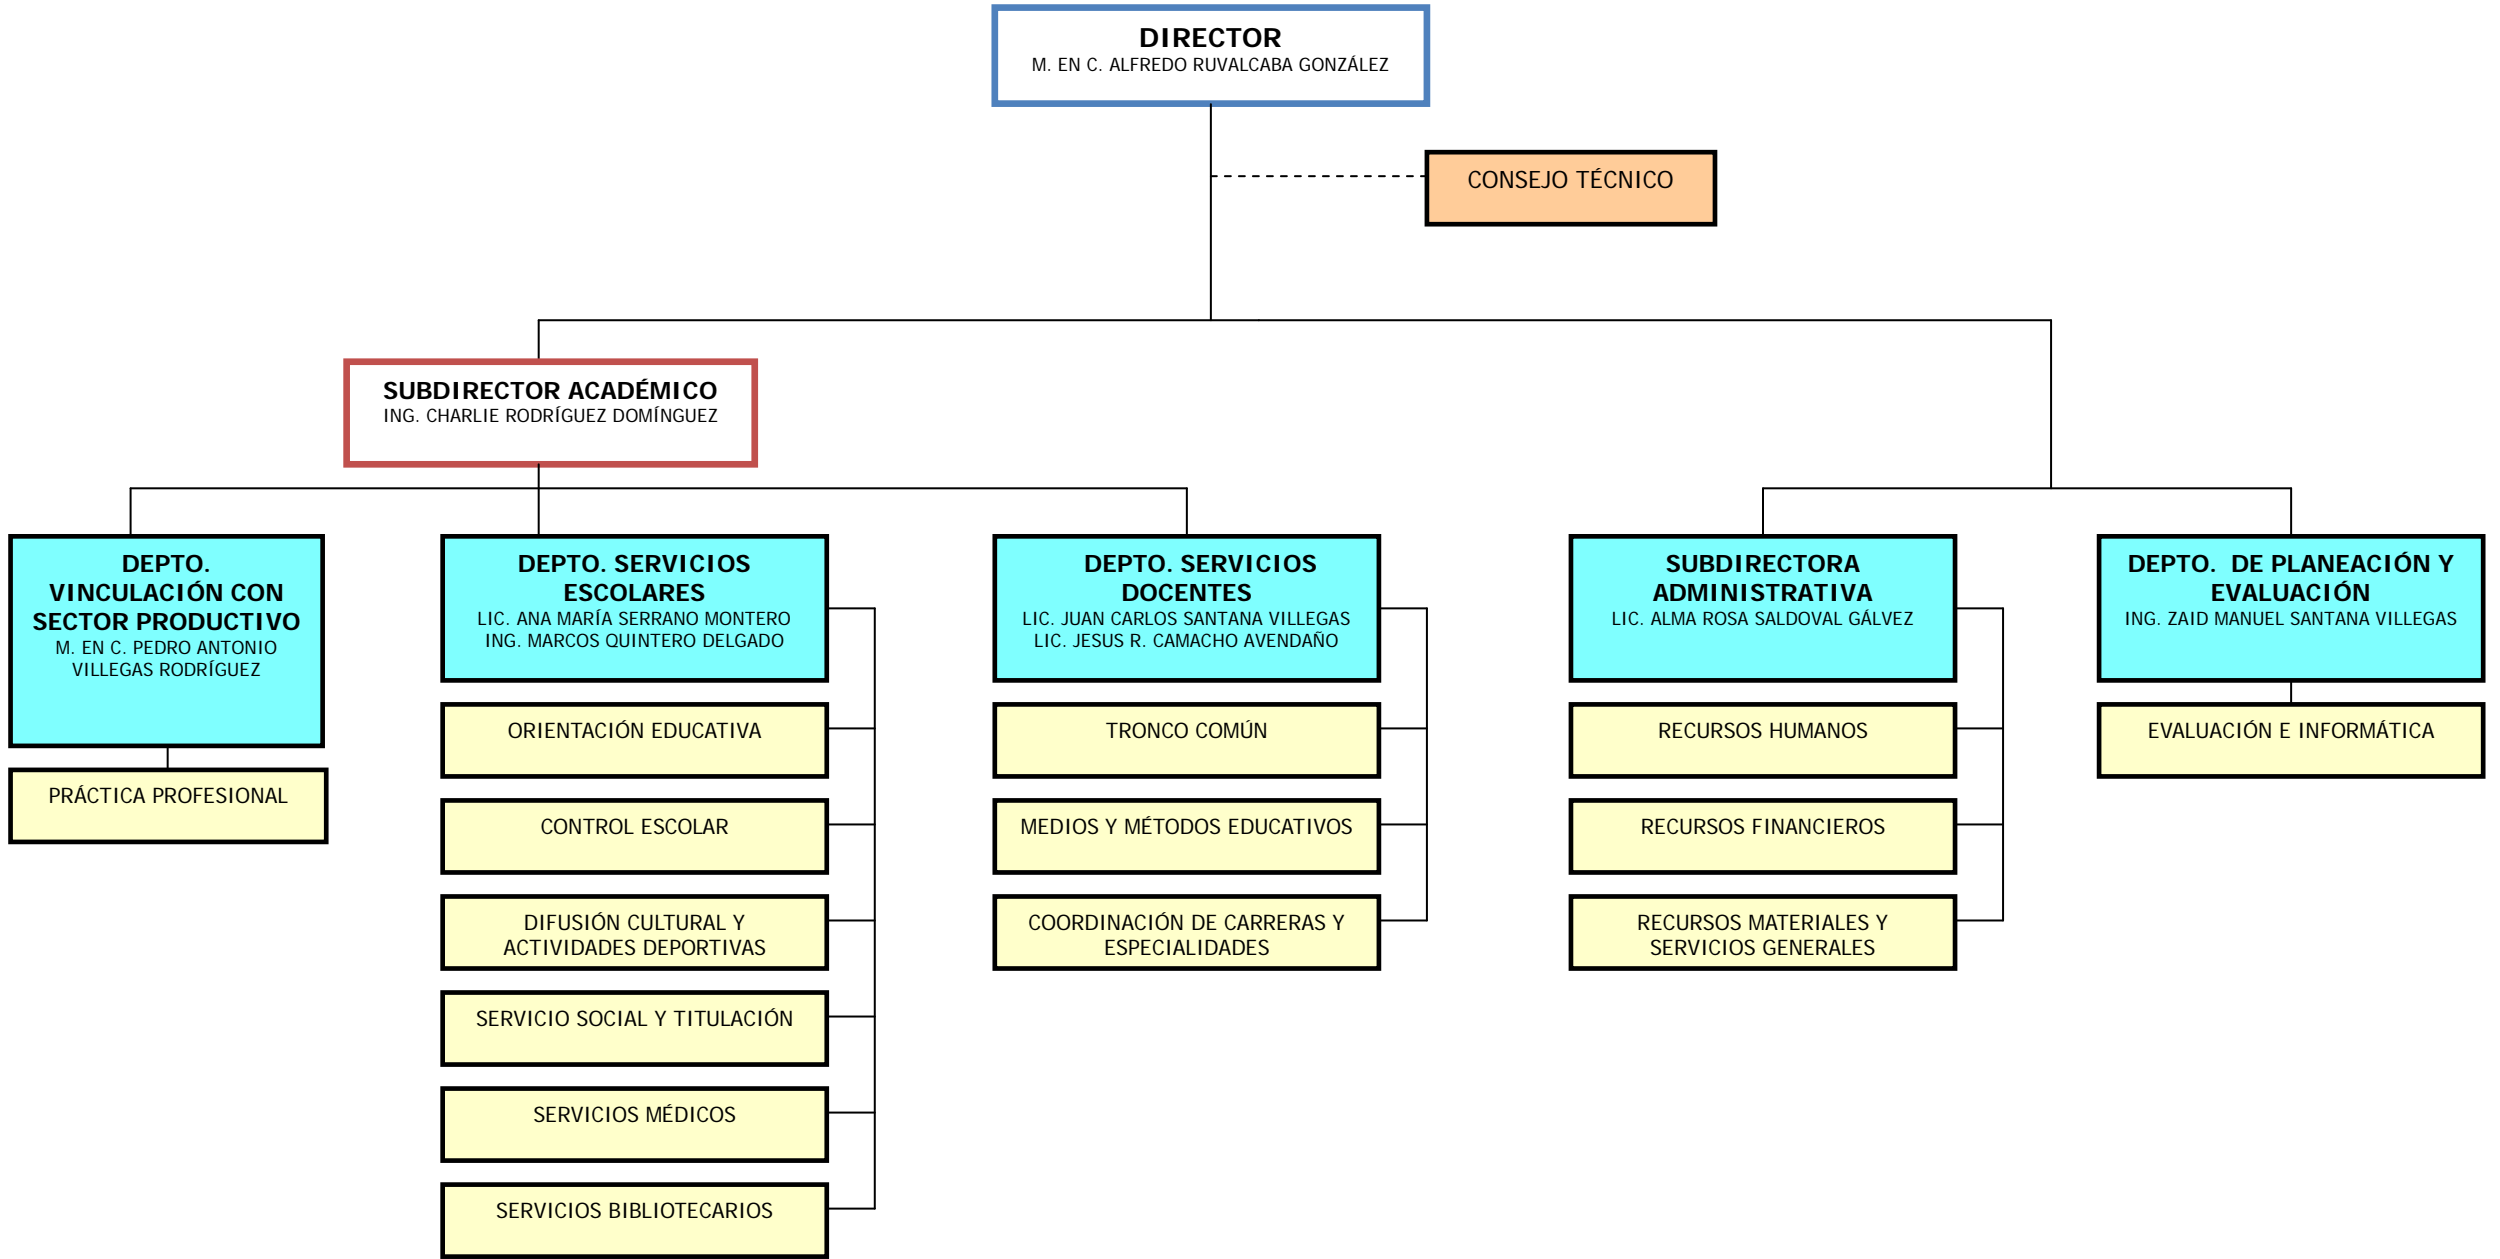 DIRECTOR
M. EN C. ALFREDO RUVALCABA GONZÁLEZ
CONSEJO TÉCNICO
SUBDIRECTOR ACADÉMICO
ING. CHARLIE RODRÍGUEZ DOMÍNGUEZ
DEPTO.
VINCULACIÓN CON
SECTOR PRODUCTIVO
M. EN C. PEDRO ANTONIO
VILLEGAS RODRÍGUEZ
PRÁCTICA PROFESIONAL
DEPTO. SERVICIOS
ESCOLARES
LIC. ANA MARÍA SERRANO MONTERO
ING. MARCOS QUINTERO DELGADO
ORIENTACIÓN EDUCATIVA
CONTROL ESCOLAR
DIFUSIÓN CULTURAL Y
ACTIVIDADES DEPORTIVAS
SERVICIO SOCIAL Y TITULACIÓN
SERVICIOS MÉDICOS
SERVICIOS BIBLIOTECARIOS
DEPTO. SERVICIOS
DOCENTES
LIC. JUAN CARLOS SANTANA VILLEGAS
LIC. JESUS R. CAMACHO AVENDAÑO
TRONCO COMÚN
MEDIOS Y MÉTODOS EDUCATIVOS
COORDINACIÓN DE CARRERAS Y
ESPECIALIDADES
SUBDIRECTORA
ADMINISTRATIVA
LIC. ALMA ROSA SALDOVAL GÁLVEZ
RECURSOS HUMANOS
RECURSOS FINANCIEROS
RECURSOS MATERIALES Y
SERVICIOS GENERALES
DEPTO. DE PLANEACIÓN Y
EVALUACIÓN
ING. ZAID MANUEL SANTANA VILLEGAS
EVALUACIÓN E INFORMÁTICA